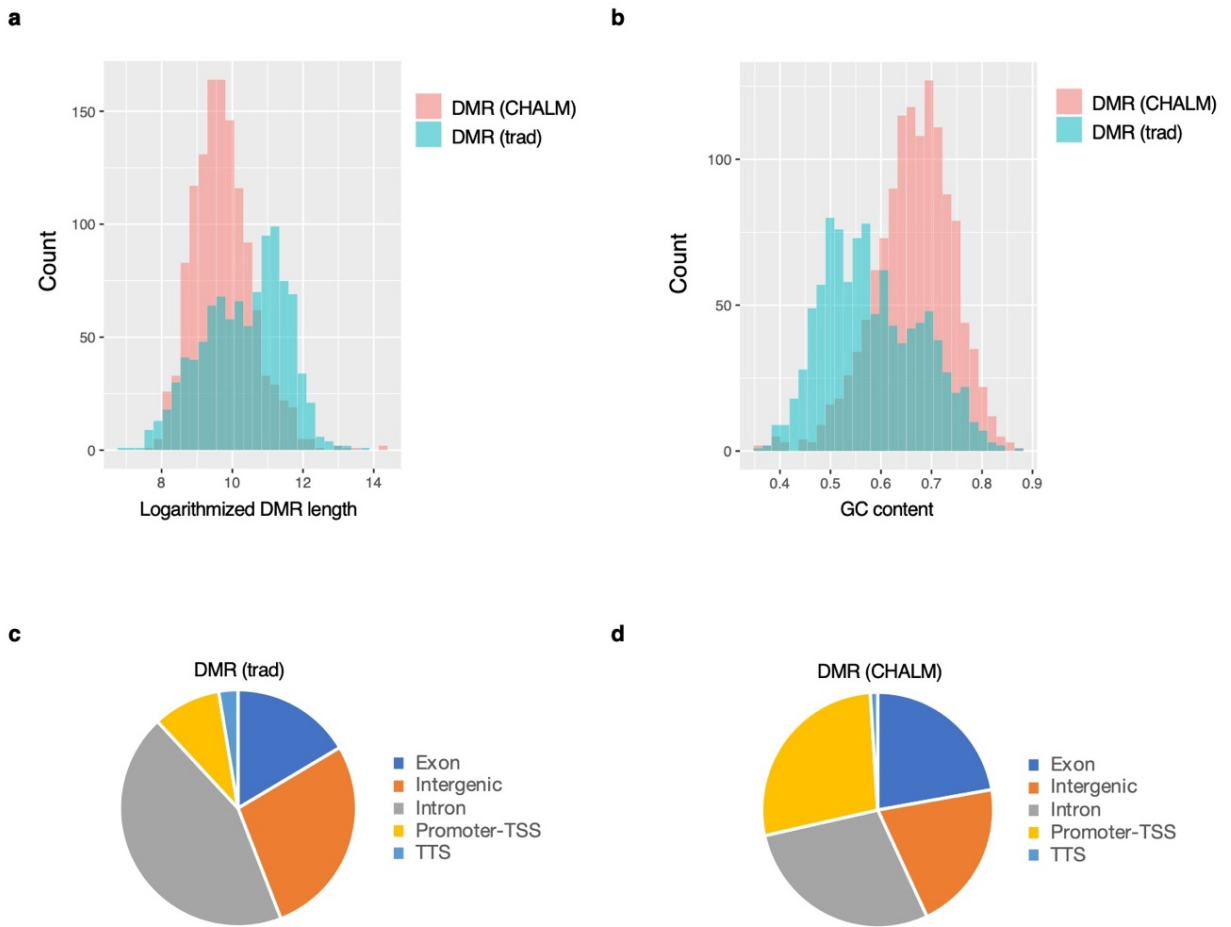 a
DMR (CHALM)
DMR (trad)
150
100
50
0
Count
8
10
12
14
Logarithmized DMR length
b
DMR (CHALM)
DMR (trad)
100
50
0
Count
0.4
0.5
0.6
0.7
0.8
0.9
GC content
c
DMR (trad)
Exon
Intergenic
Intron
Promoter-TSS
TTS
d
DMR (CHALM)
Exon
Intergenic
Intron
Promoter-TSS
TTS